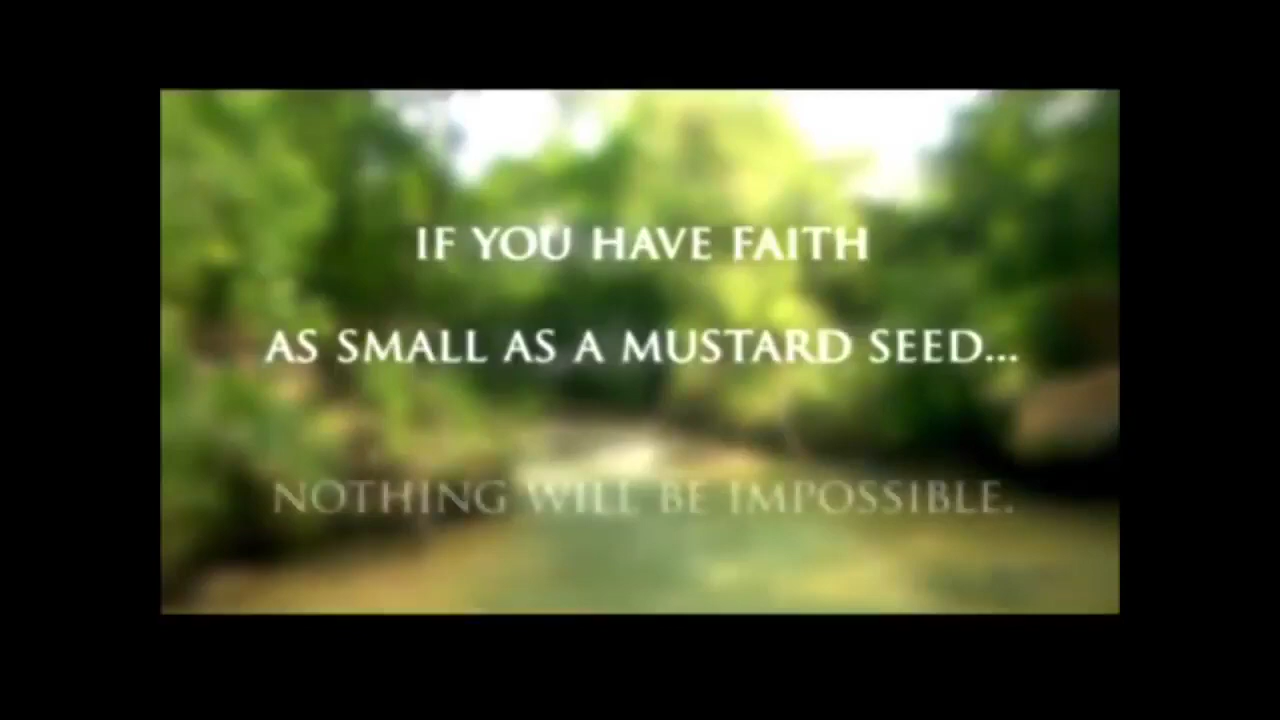 IF YOU HAVE FAITH
AS SMALL AS A MUSTARD SEED...
NOTHING WILL BE IMPOSSIBLE.